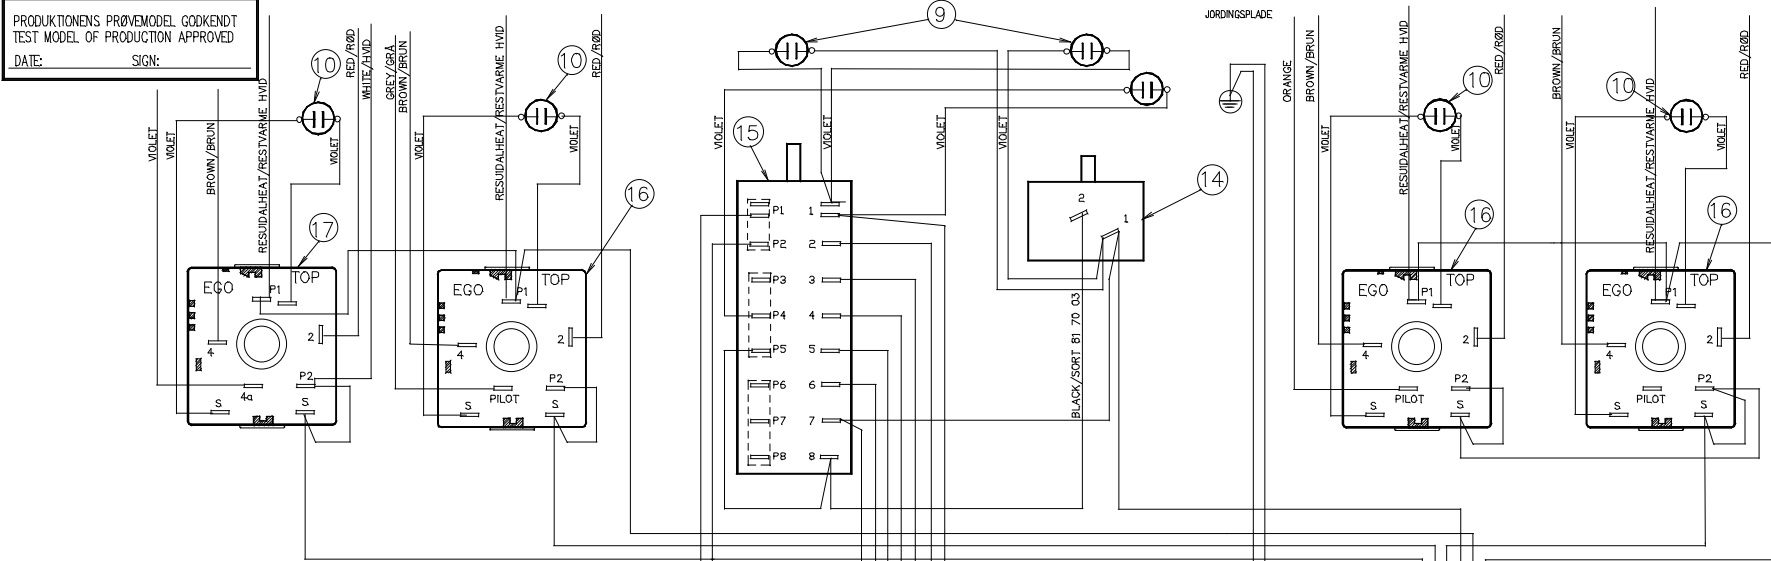 PRODUKTIONENS PRØVEMODEL GODKENDT
TEST MODEL OF PRODUCTION APPROVED
DATE: SIGN:
VIOLET
VIOLET
BROWN/BRUN
RESUIDALHEAT/RESTVARME HVID
10
VIOLET
RED/RØD
WHITE/HVID
17
EGO
TOP
P1
2
4
P2
4a
S
S
GREY/GRÅ
BROWN/BRUN
VIOLET
RESUIDALHEAT/RESTVARME HVID
10
VIOLET
RED/RØD
16
EGO
TOP
P1
2
4
P2
PILOT
S
S
9
VIOLET
15
VIOLET
VIOLET
VIOLET
P1 1
P2 2
P3 3
P4 4
P5 5
P6 6
P7 7
P8 8
14
2
1
BLACK/SORT 81 70 03
JORDINGSPLADE
ORANGE
BROWN/BRUN
VIOLET
RESUIDALHEAT/RESTVARME HVID
10
VIOLET
RED/RØD
16
EGO
TOP
P1
2
4
P2
PILOT
S
S
BROWN/BRUN
VIOLET
RESUIDALHEAT/RESTVARME HVID
10
VIOLET
RED/RØD
16
EGO
TOP
P1
2
4
P2
PILOT
S
S